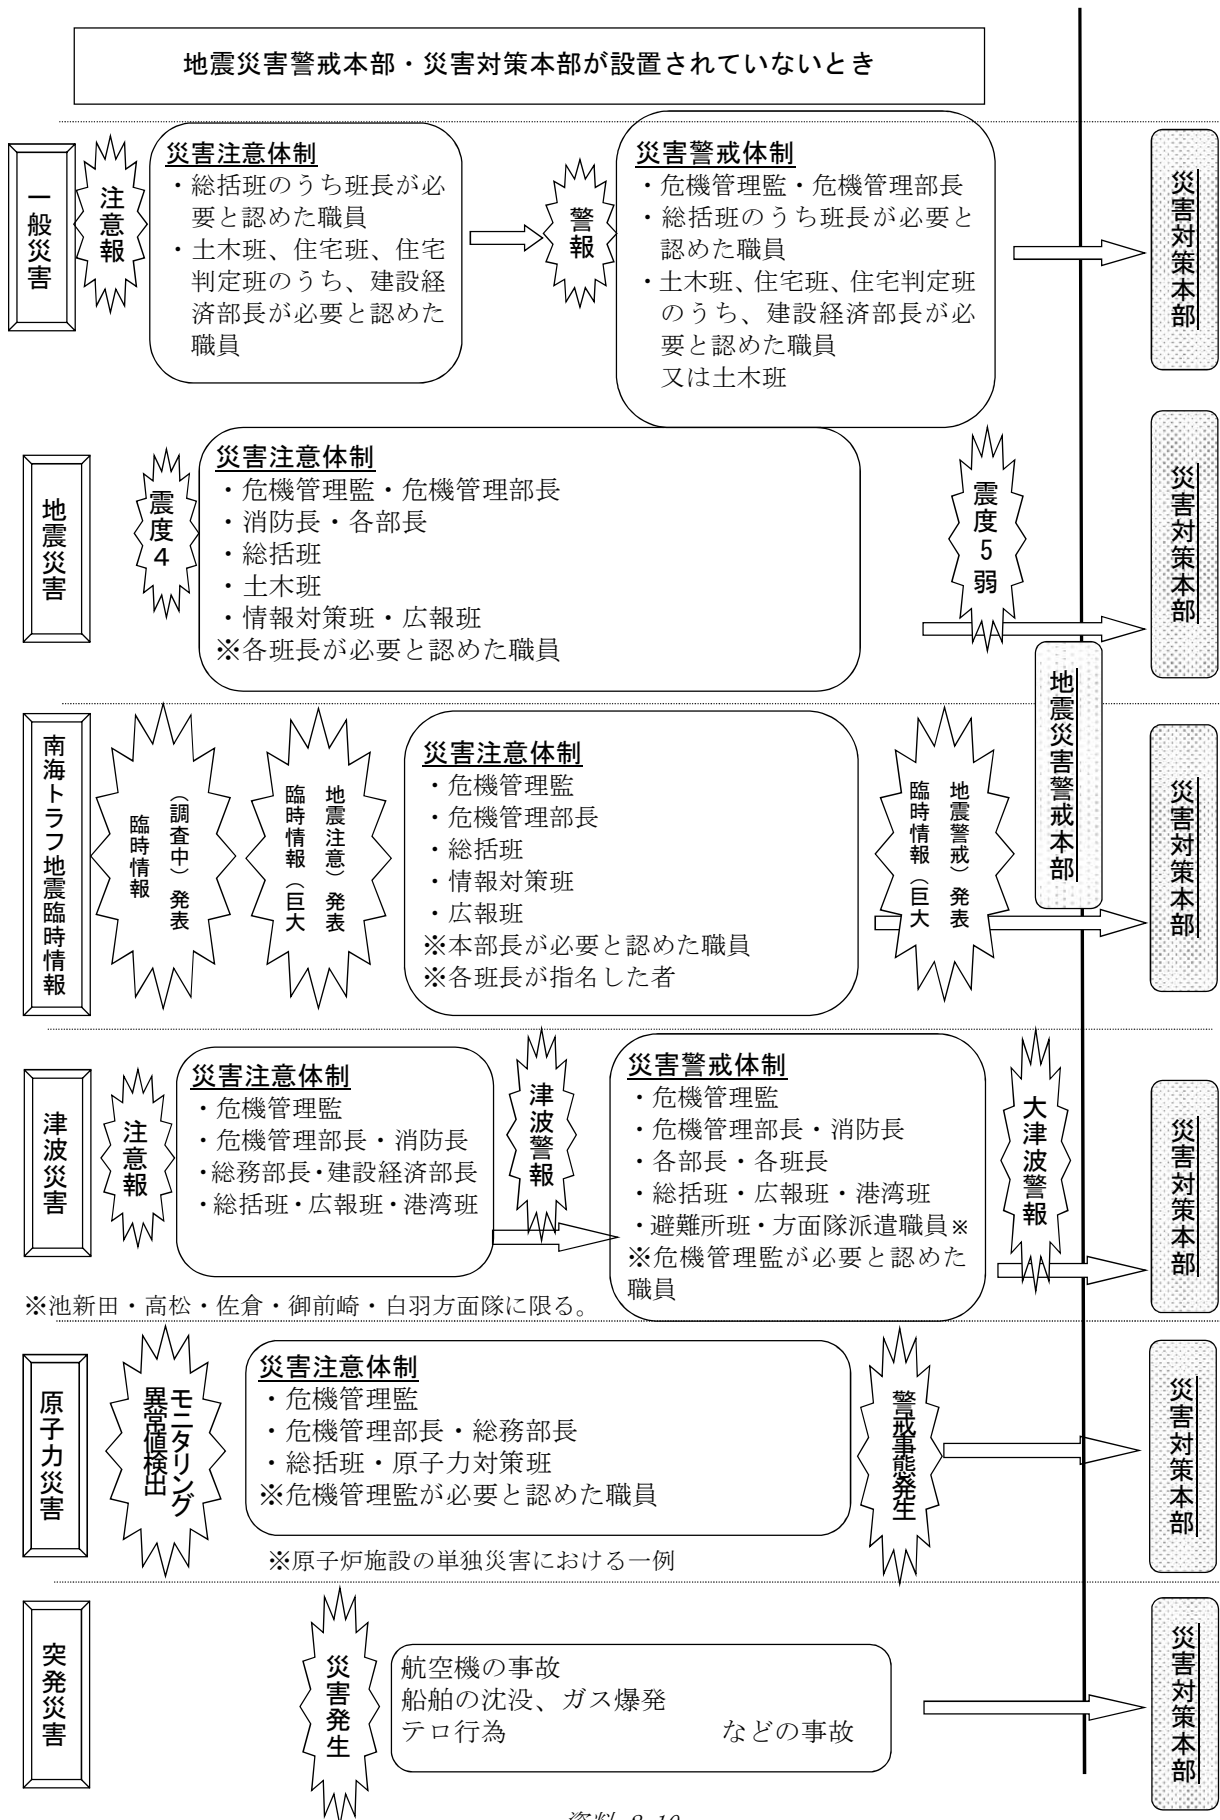 地震災害警戒本部・災害対策本部が設置されていないとき
一般災害
注意報
災害注意体制
・総括班のうち班長が必
要と認めた職員
・土木班、住宅班、住宅
判定班のうち、建設経
済部長が必要と認めた
職員
警報
災害警戒体制
・危機管理監・危機管理部長
・総括班のうち班長が必要と
認めた職員
・土木班、住宅班、住宅判定班
のうち、建設経済部長が必
要と認めた職員
又は土木班
災害対策本部
地震災害
震度4
災害注意体制
・危機管理監・危機管理部長
・消防長・各部長
・総括班
・土木班
・情報対策班・広報班
※各班長が必要と認めた職員
震度5弱
災害対策本部
地震災害警戒本部
南海トラフ地震臨時情報
臨時情報
（調査中）発表
臨時情報（巨大
地震注意）発表
災害注意体制
・危機管理監
・危機管理部長
・総括班
・情報対策班
・広報班
※本部長が必要と認めた職員
※各班長が指名した者
臨時情報（巨大
地震警戒）発表
災害対策本部
津波災害
注意報
災害注意体制
・危機管理監
・危機管理部長・消防長
・総務部長・建設経済部長
・総括班・広報班・港湾班
津波警報
災害警戒体制
・危機管理監
・危機管理部長・消防長
・各部長・各班長
・総括班・広報班・港湾班
・避難所班・方面隊派遣職員※
※危機管理監が必要と認めた
職員
大津波警報
災害対策本部
※池新田・高松・佐倉・御前崎・白羽方面隊に限る。
原子力災害
モニタリング
異常値検出
災害注意体制
・危機管理監
・危機管理部長・総務部長
・総括班・原子力対策班
※危機管理監が必要と認めた職員
※原子炉施設の単独災害における一例
警戒事態発生
災害対策本部
突発災害
災害発生
航空機の事故
船舶の沈没、ガス爆発
テロ行為 などの事故
災害対策本部